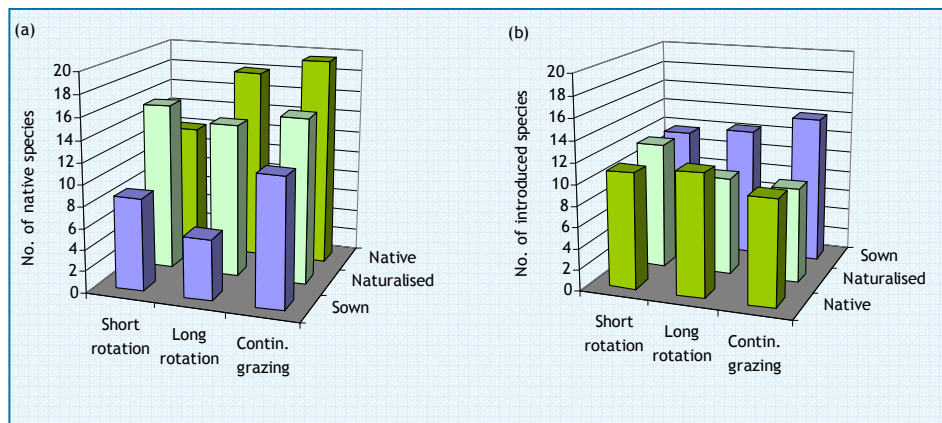 (a)
No. of native species
20
18
16
14
12
10
8
6
4
2
0
Short
rotation
Long
rotation
Contin.
grazing
Native
Naturalised
Sown
(b)
No. of introduced species
20
18
16
14
12
10
8
6
4
2
0
Short
rotation
Long
rotation
Contin.
grazing
Sown
Naturalised
Native